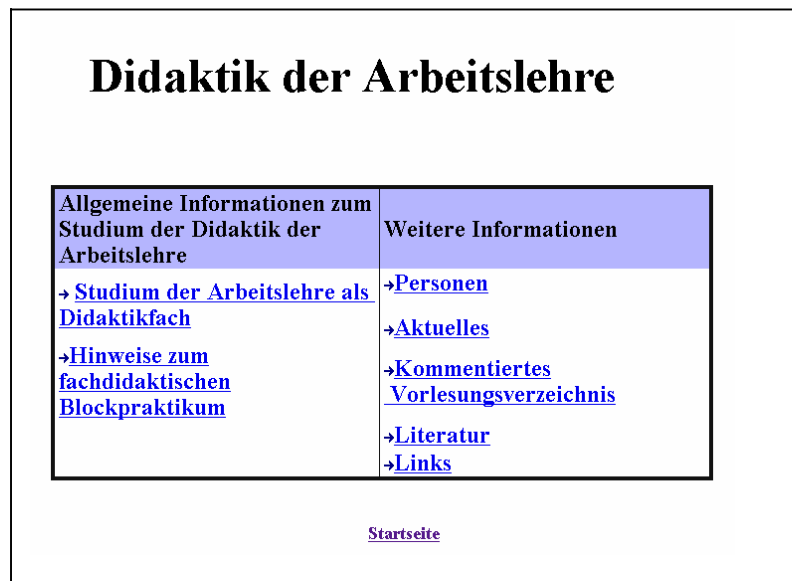 Didaktik der Arbeitslehre
Allgemeine Informationen zum
Studium der Didaktik der
Arbeitslehre
→ Studium der Arbeitslehre als
Didaktikfach
→Hinweise zum
fachdidaktischen
Blockpraktikum
Weitere Informationen
→Personen
→Aktuelles
→Kommentiertes
Vorlesungsverzeichnis
→Literatur
→Links
Startseite